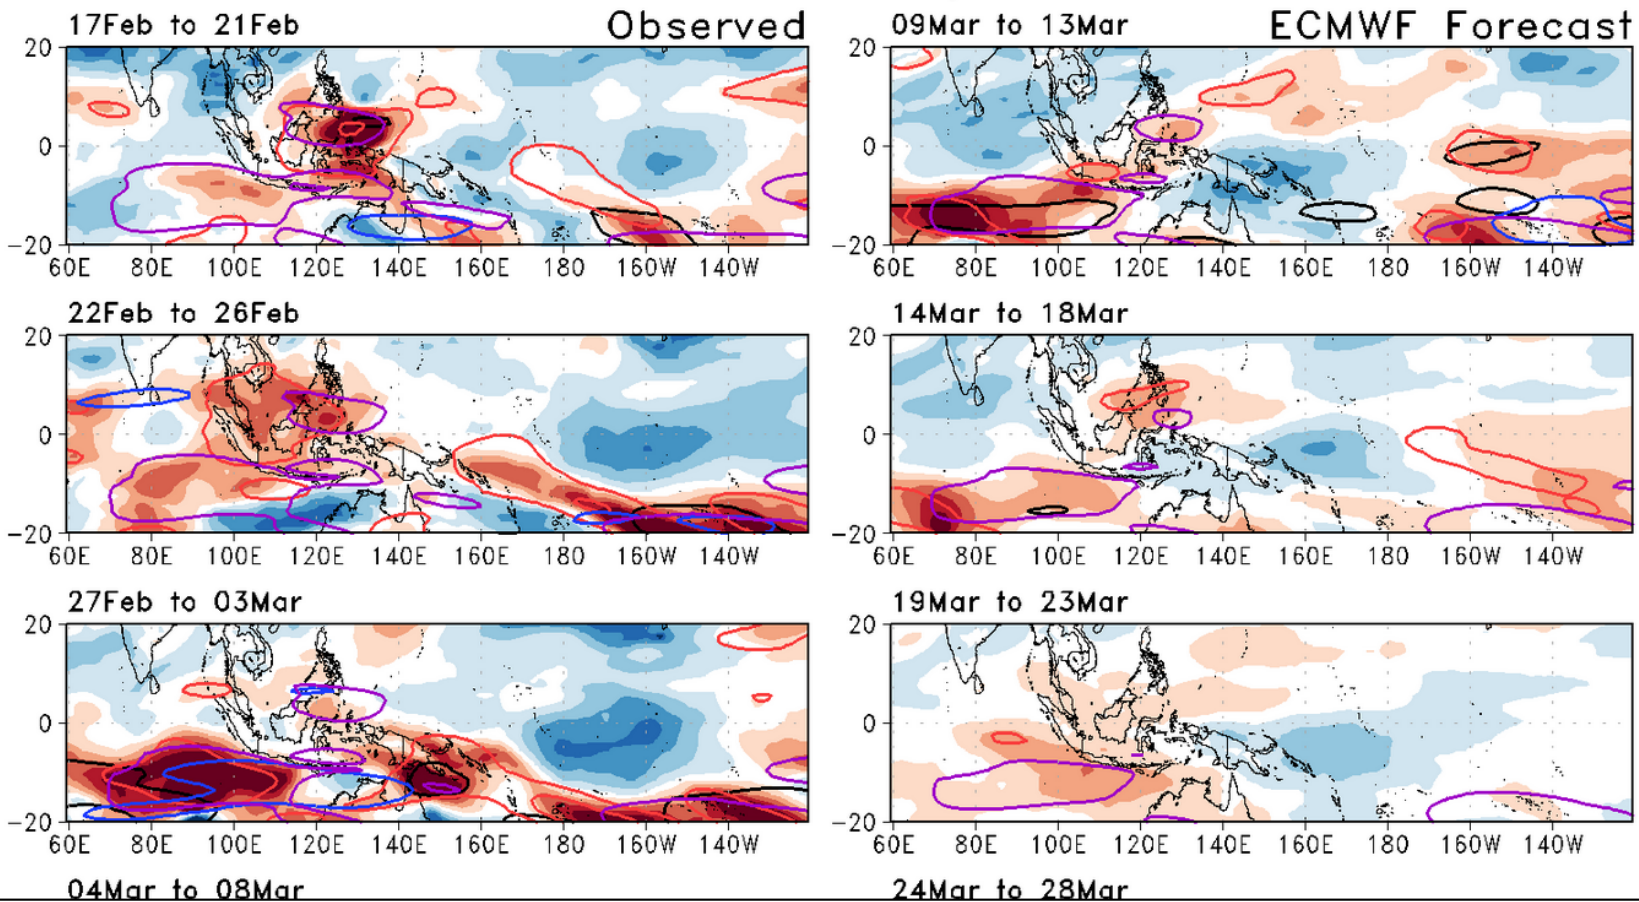 17Feb to 21Feb Observed
20
0
−20
60E 80E 100E 120E 140E 160E 180 160W 140W
22Feb to 26Feb
20
0
−20
60E 80E 100E 120E 140E 160E 180 160W 140W
27Feb to 03Mar
20
0
−20
60E 80E 100E 120E 140E 160E 180 160W 140W
04Mar to 08Mar
09Mar to 13Mar ECMWF Forecast
20
0
−20
60E 80E 100E 120E 140E 160E 180 160W 140W
14Mar to 18Mar
20
0
−20
60E 80E 100E 120E 140E 160E 180 160W 140W
19Mar to 23Mar
20
0
−20
60E 80E 100E 120E 140E 160E 180 160W 140W
24Mar to 28Mar